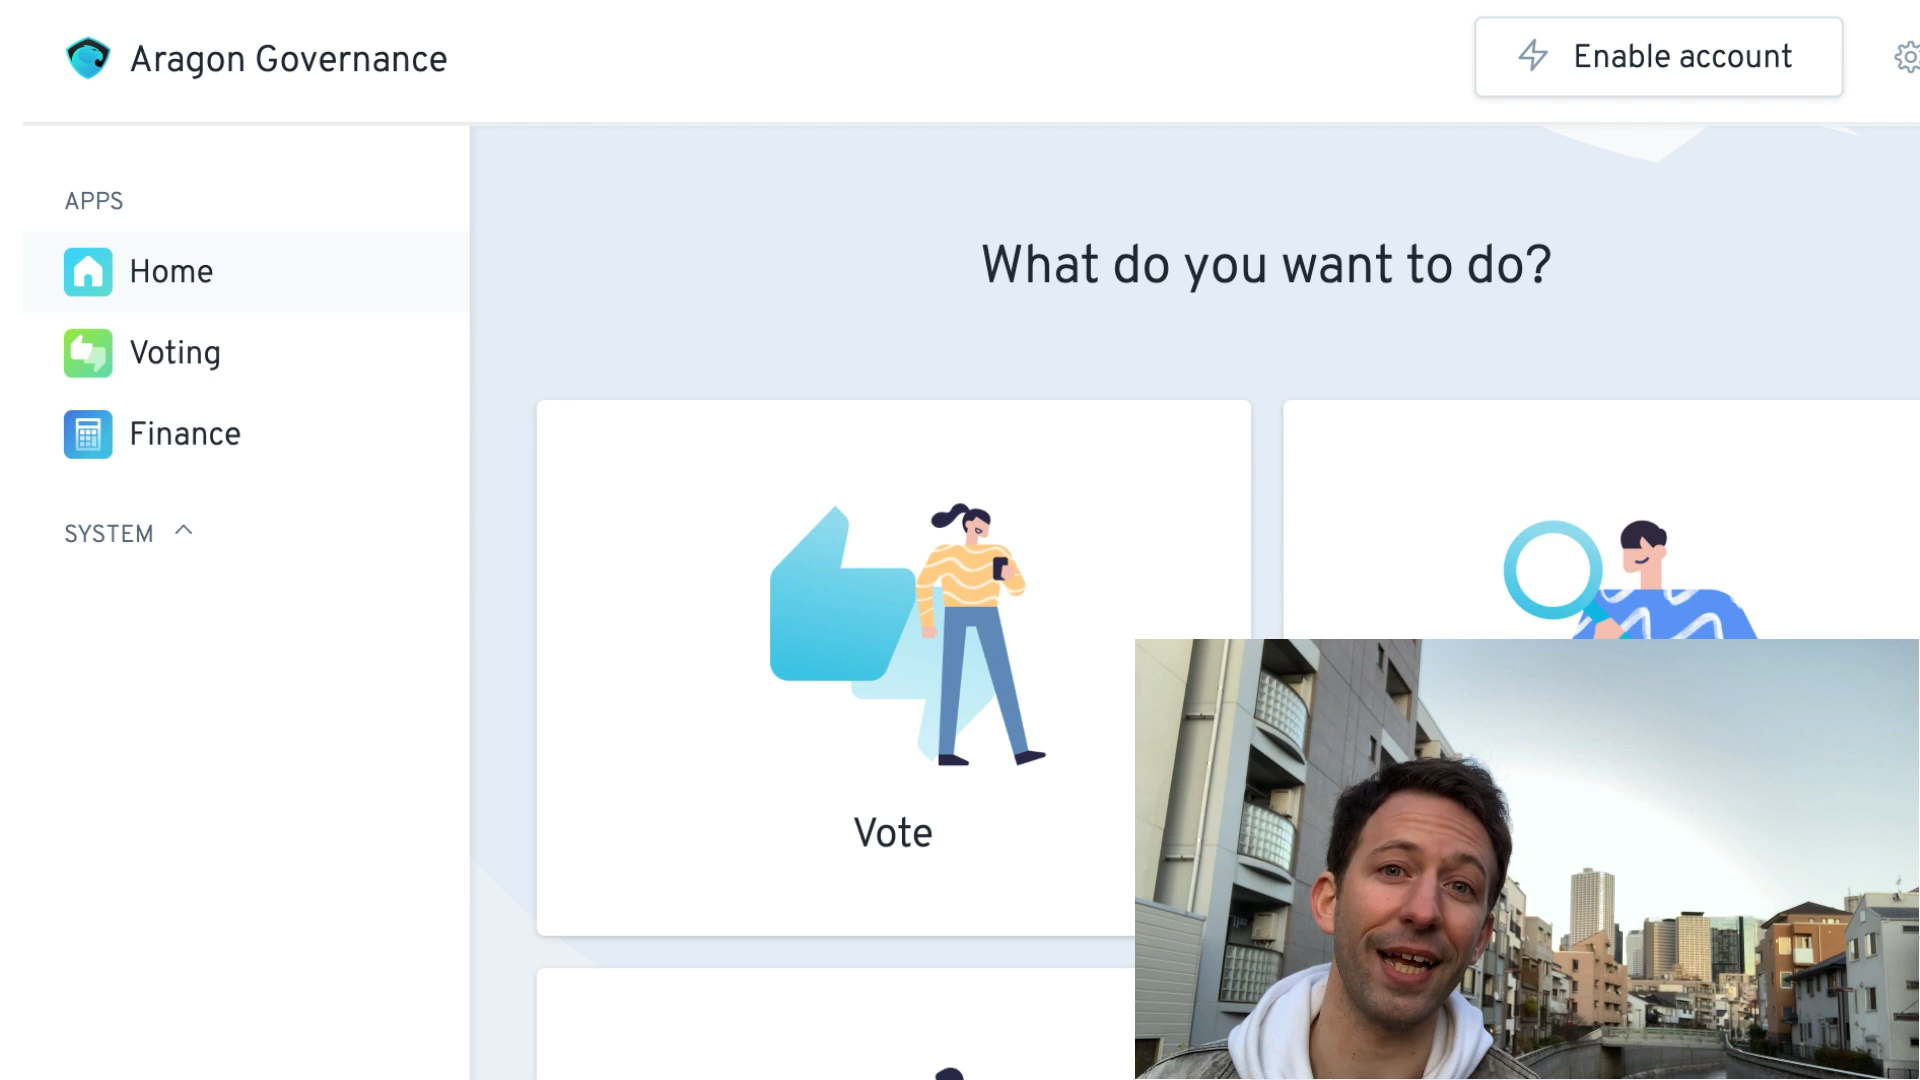 Aragon Governance
Enable account
APPS
Home
Voting
Finance
SYSTEM
What do you want to do?
Vote